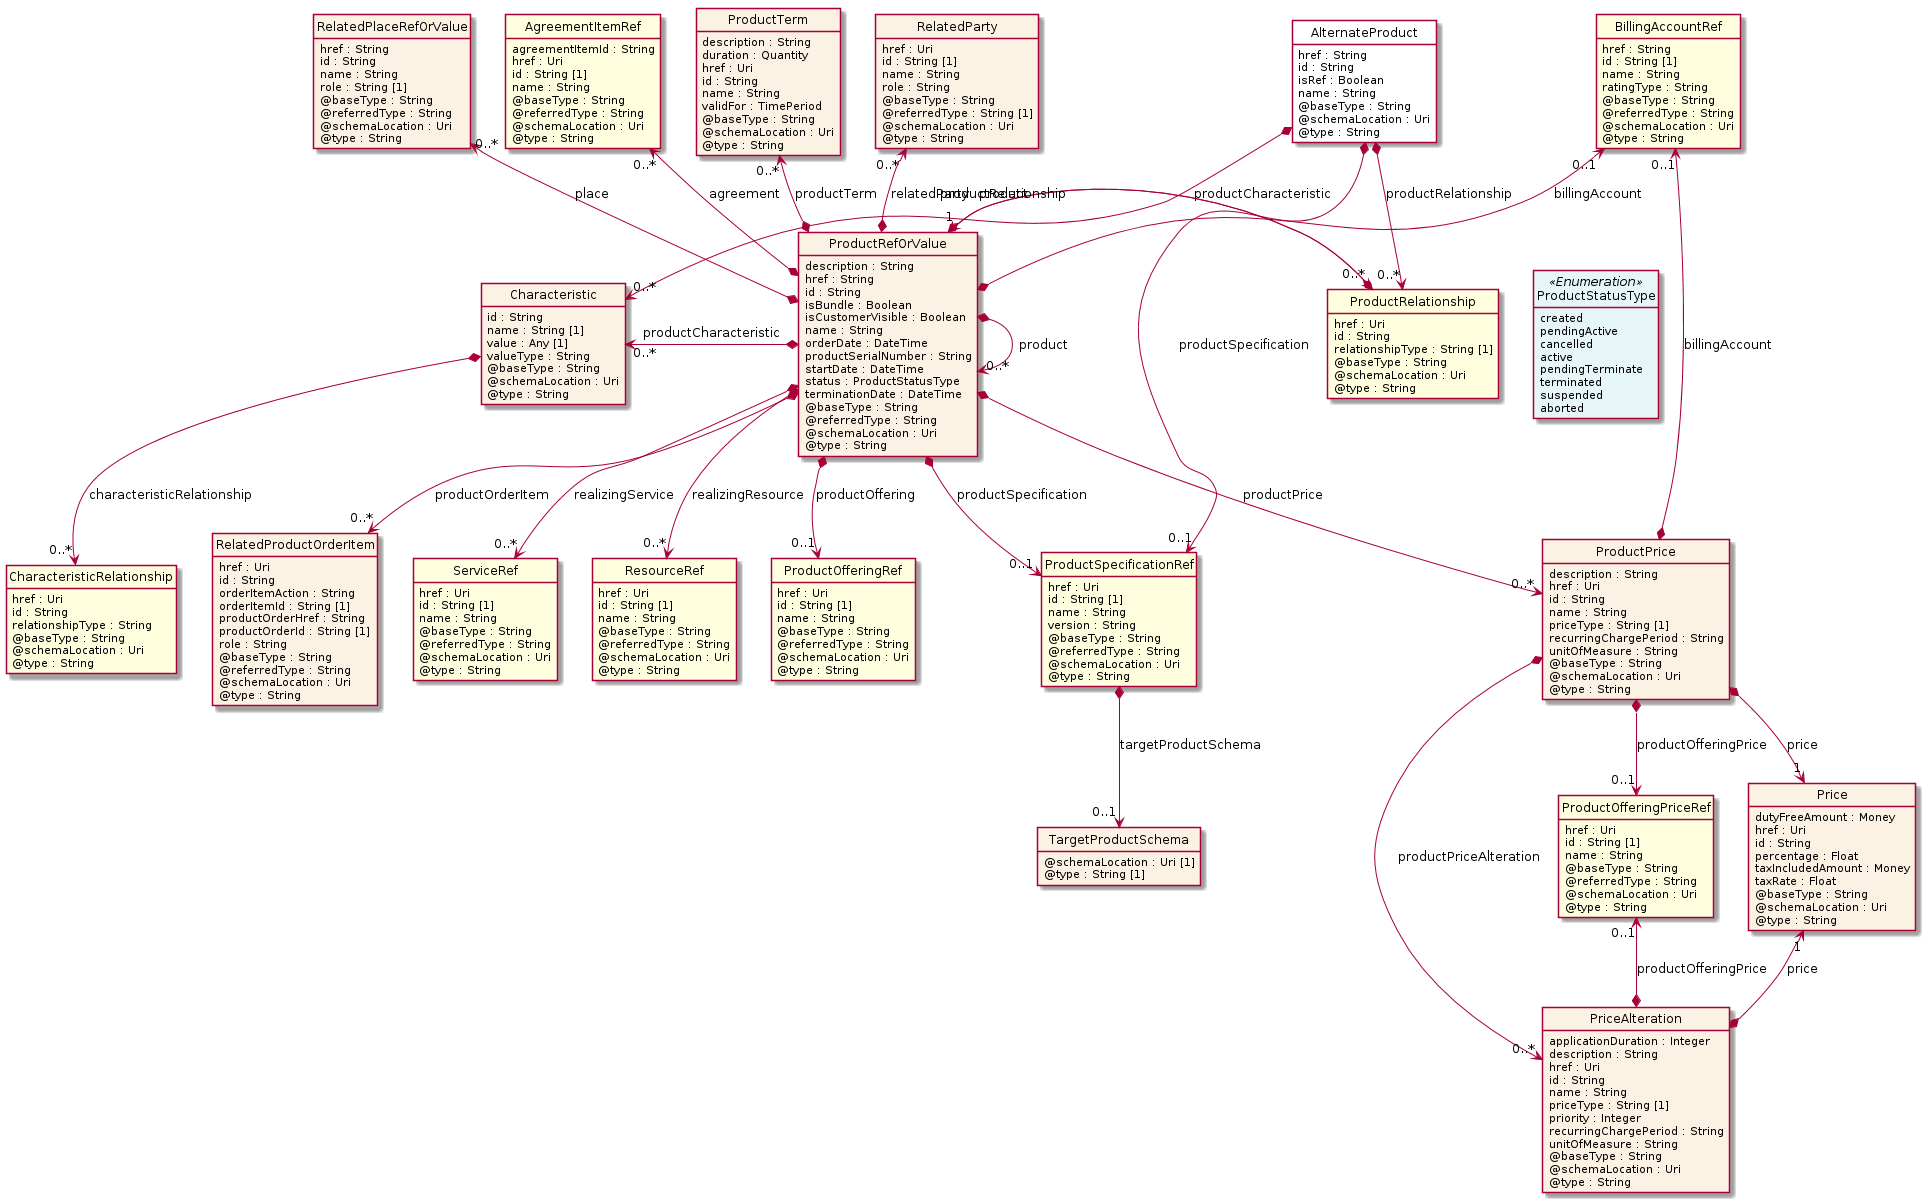 RelatedPlaceRefOrValue
href : String
id : String
name : String
role : String [1]
@baseType : String
@referredType : String
@schemaLocation : Uri
@type : String
AgreementItemRef
agreementItemId : String
href : Uri
id : String [1]
name : String
@baseType : String
@referredType : String
@schemaLocation : Uri
@type : String
ProductTerm
description : String
duration : Quantity
href : Uri
id : String
name : String
validFor : TimePeriod
@baseType : String
@schemaLocation : Uri
@type : String
RelatedParty
href : Uri
id : String [1]
name : String
role : String
@baseType : String
@referredType : String [1]
@schemaLocation : Uri
@type : String
AlternateProduct
href : String
id : String
isRef : Boolean
name : String
@baseType : String
@schemaLocation : Uri
@type : String
BillingAccountRef
href : String
id : String [1]
name : String
ratingType : String
@baseType : String
@referredType : String
@schemaLocation : Uri
@type : String
0..*
0..*
0..*
0..*
0..1
0..1
place
agreement
productTerm
relatedParty
product
productRelationship
productCharacteristic
productRelationship
billingAccount
1
ProductRefOrValue
description : String
href : String
id : String
isBundle : Boolean
isCustomerVisible : Boolean
name : String
orderDate : DateTime
productSerialNumber : String
startDate : DateTime
status : ProductStatusType
terminationDate : DateTime
@baseType : String
@referredType : String
@schemaLocation : Uri
@type : String
Characteristic
id : String
name : String [1]
value : Any [1]
valueType : String
@baseType : String
@schemaLocation : Uri
@type : String
0..*
productCharacteristic
0..*
product
0..*
productSpecification
0..*
0..*
ProductRelationship
href : Uri
id : String
relationshipType : String [1]
@baseType : String
@schemaLocation : Uri
@type : String
«Enumeration»
ProductStatusType
created
pendingActive
cancelled
active
pendingTerminate
terminated
suspended
aborted
billingAccount
characteristicRelationship
productOrderItem
realizingService
realizingResource
productOffering
productSpecification
productPrice
0..*
0..*
0..*
0..*
0..1
0..1
0..1
0..*
CharacteristicRelationship
href : Uri
id : String
relationshipType : String
@baseType : String
@schemaLocation : Uri
@type : String
RelatedProductOrderItem
href : Uri
id : String
orderItemAction : String
orderItemId : String [1]
productOrderHref : String
productOrderId : String [1]
role : String
@baseType : String
@referredType : String
@schemaLocation : Uri
@type : String
ServiceRef
href : Uri
id : String [1]
name : String
@baseType : String
@referredType : String
@schemaLocation : Uri
@type : String
ResourceRef
href : Uri
id : String [1]
name : String
@baseType : String
@referredType : String
@schemaLocation : Uri
@type : String
ProductOfferingRef
href : Uri
id : String [1]
name : String
@baseType : String
@referredType : String
@schemaLocation : Uri
@type : String
ProductSpecificationRef
href : Uri
id : String [1]
name : String
version : String
@baseType : String
@referredType : String
@schemaLocation : Uri
@type : String
ProductPrice
description : String
href : Uri
id : String
name : String
priceType : String [1]
recurringChargePeriod : String
unitOfMeasure : String
@baseType : String
@schemaLocation : Uri
@type : String
targetProductSchema
0..1
productOfferingPrice
price
0..1
1
TargetProductSchema
@schemaLocation : Uri [1]
@type : String [1]
productPriceAlteration
ProductOfferingPriceRef
href : Uri
id : String [1]
name : String
@baseType : String
@referredType : String
@schemaLocation : Uri
@type : String
Price
dutyFreeAmount : Money
href : Uri
id : String
percentage : Float
taxIncludedAmount : Money
taxRate : Float
@baseType : String
@schemaLocation : Uri
@type : String
0..1
1
productOfferingPrice
price
0..*
PriceAlteration
applicationDuration : Integer
description : String
href : Uri
id : String
name : String
priceType : String [1]
priority : Integer
recurringChargePeriod : String
unitOfMeasure : String
@baseType : String
@schemaLocation : Uri
@type : String